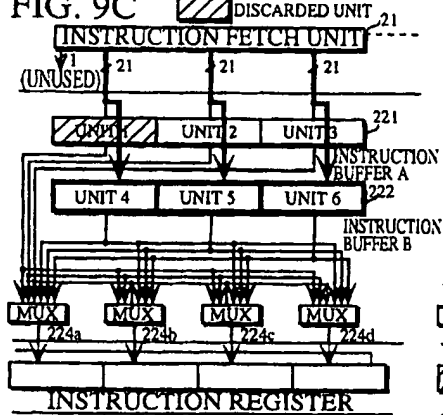 FIG. 9C
DISCARDED UNIT
21
INSTRUCTION FETCH UNIT
1 21 21 21
(UNUSED)
221
UNIT 1 UNIT 2 UNIT 3
INSTRUCTION
BUFFER A
222
UNIT 4 UNIT 5 UNIT 6
INSTRUCTION
BUFFER B
MUX MUX MUX MUX
224a 224b 224c 224d
INSTRUCTION REGISTER